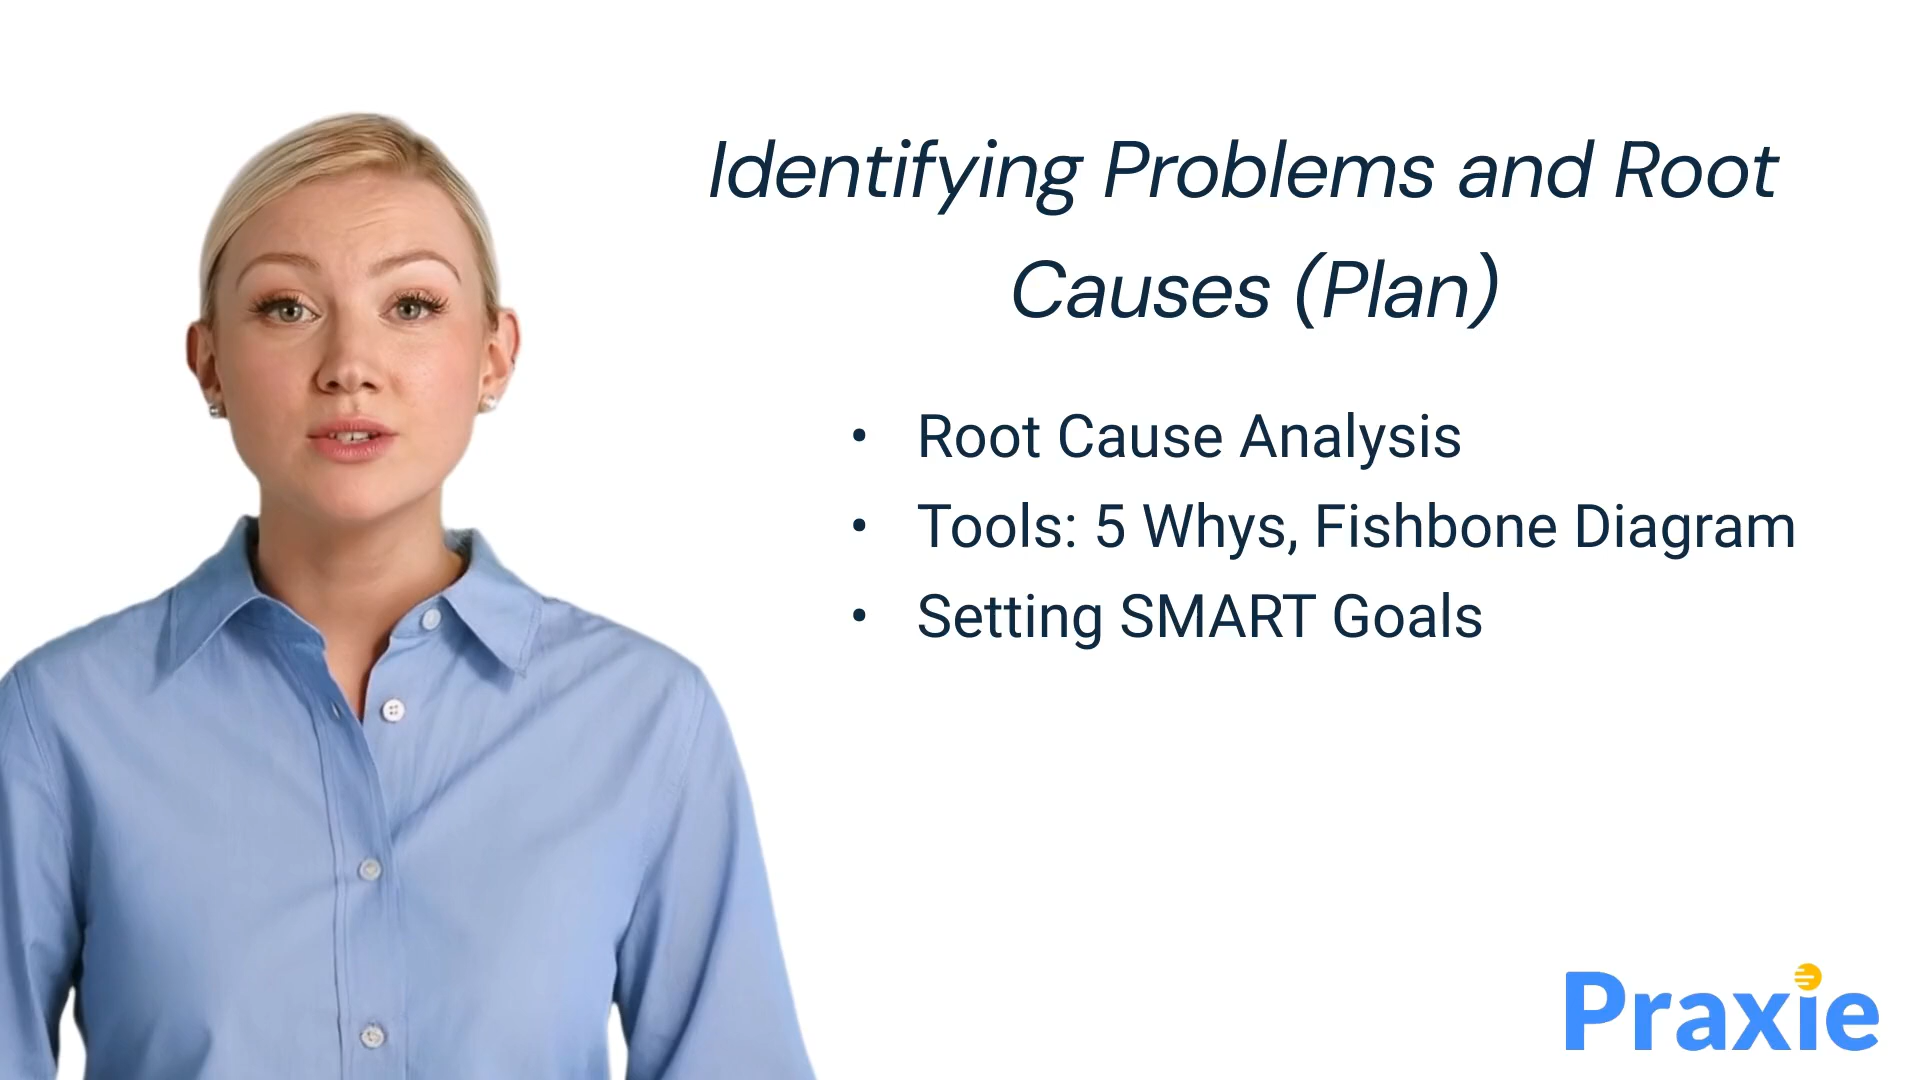 Identifying Problems and Root
Causes (Plan)
• Root Cause Analysis
• Tools: 5 Whys, Fishbone Diagram
• Setting SMART Goals
Praxie